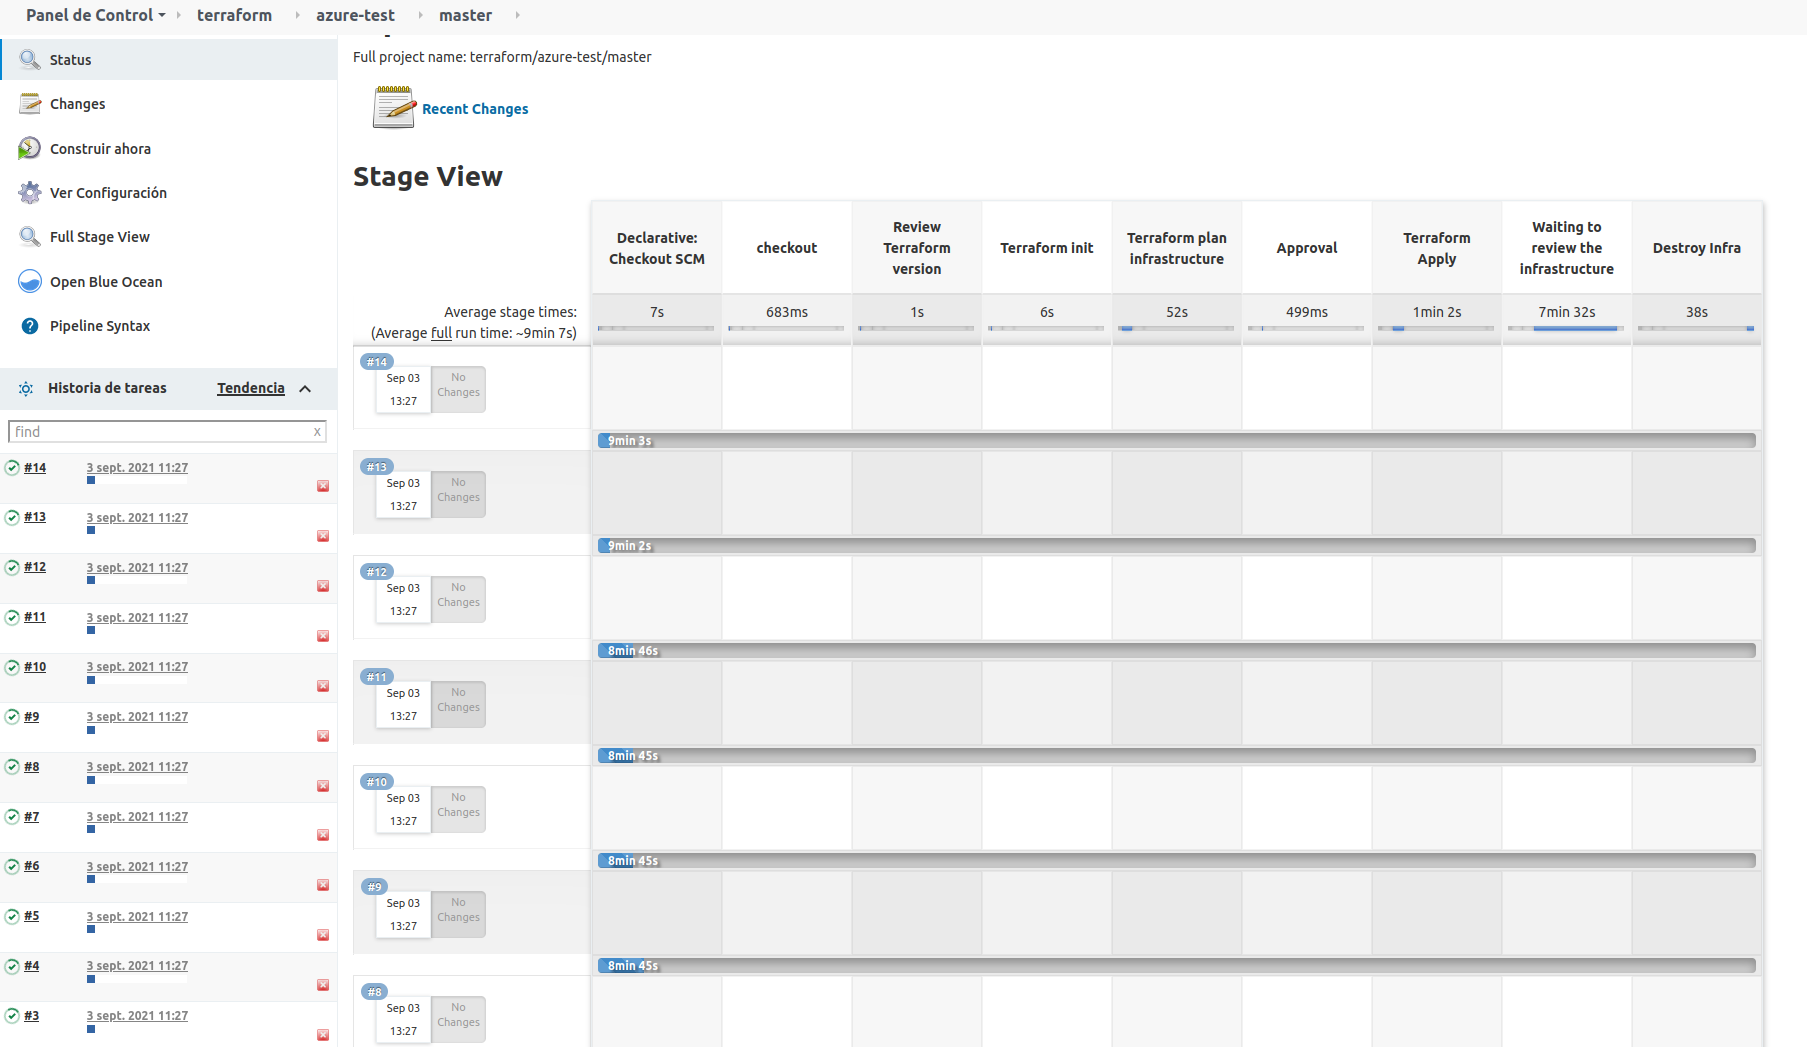 Panel de Control
terraform
azure-test
master
Status
Changes
Construir ahora
Ver Configuración
Full Stage View
Open Blue Ocean
Pipeline Syntax
Historia de tareas
Tendencia
find
x
#14
3 sept. 2021 11:27
#13
3 sept. 2021 11:27
#12
3 sept. 2021 11:27
#11
3 sept. 2021 11:27
#10
3 sept. 2021 11:27
#9
3 sept. 2021 11:27
#8
3 sept. 2021 11:27
#7
3 sept. 2021 11:27
#6
3 sept. 2021 11:27
#5
3 sept. 2021 11:27
#4
3 sept. 2021 11:27
#3
3 sept. 2021 11:27
Full project name: terraform/azure-test/master
Recent Changes
Stage View
Declarative:
Checkout SCM
checkout
Review
Terraform
version
Terraform init
Terraform plan
infrastructure
Approval
Terraform
Apply
Waiting to
review the
infrastructure
Destroy Infra
Average stage times:
(Average full run time: ~9min 7s)
7s
683ms
1s
6s
52s
499ms
1min 2s
7min 32s
38s
#14
Sep 03
13:27
No
Changes
9min 3s
#13
Sep 03
13:27
No
Changes
9min 2s
#12
Sep 03
13:27
No
Changes
8min 46s
#11
Sep 03
13:27
No
Changes
8min 45s
#10
Sep 03
13:27
No
Changes
8min 45s
#9
Sep 03
13:27
No
Changes
8min 45s
#8
Sep 03
13:27
No
Changes